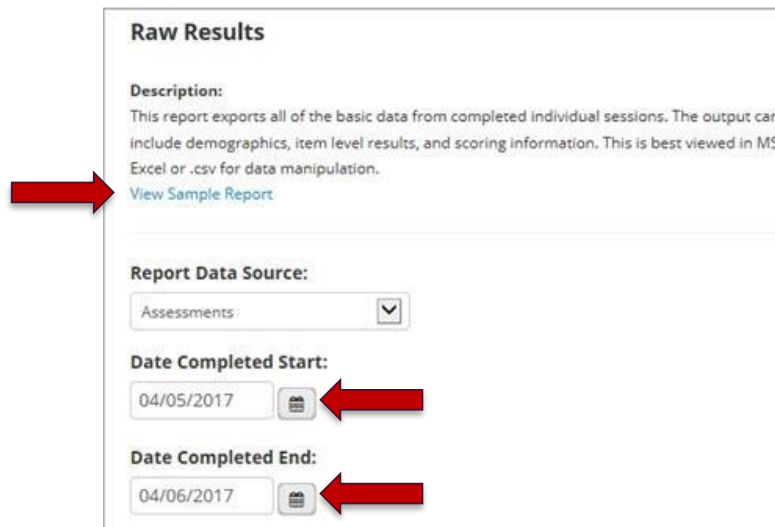 Raw Results
Description:
This report exports all of the basic data from completed individual sessions. The output
include demographics, item level results, and scoring information. This is best viewed in
Excel or .csv for data manipulation.
View Sample Report
Report Data Source:
Assessments
Date Completed Start:
04/05/2017
Date Completed End:
04/06/2017